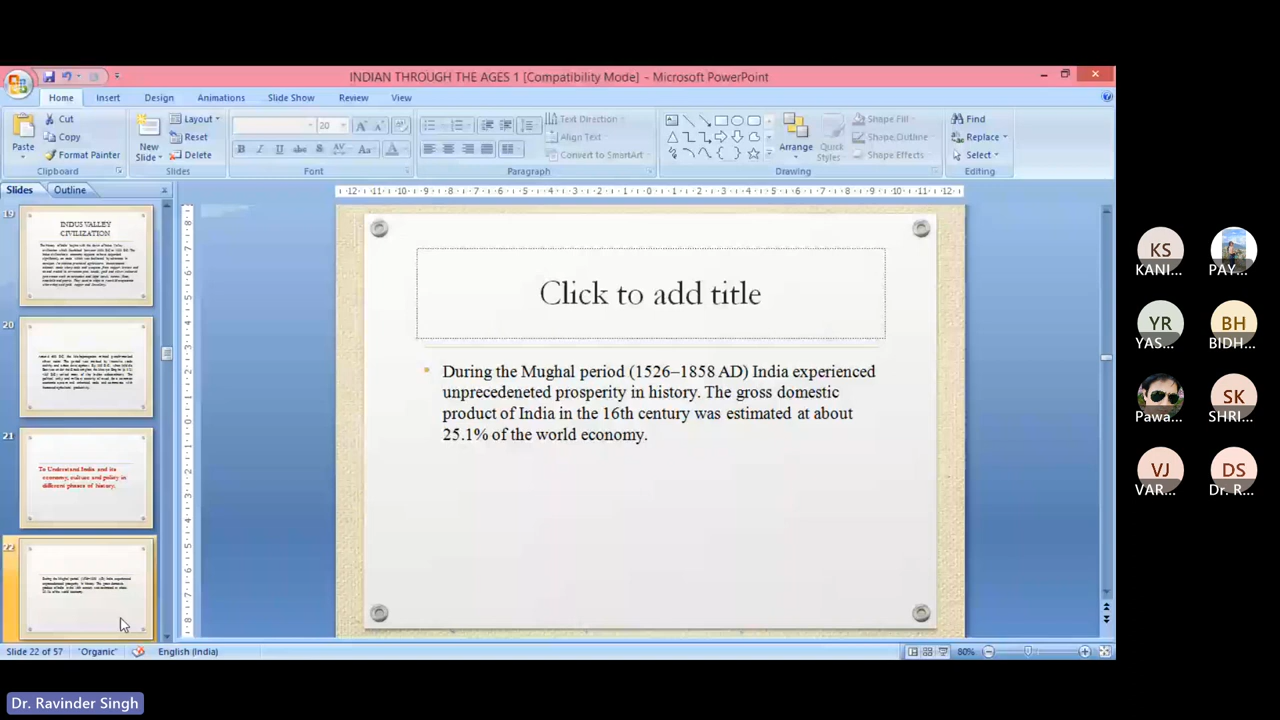 INDIAN THROUGH THE AGES 1 [Compatibility Mode] - Microsoft PowerPoint
Home Insert Design Animations Slide Show Review View
Paste
Cut
Copy
Format Painter
Clipboard
New Slide
Layout
Reset
Delete
Slides
20
B I U abc S AV Aa A
Font
Text Direction
Align Text
Convert to SmartArt
Paragraph
Arrange
Quick Styles
Shape Fill
Shape Outline
Shape Effects
Drawing
Find
Replace
Select
Editing
Slides Outline
19
INDUS VALLEY
CIVILIZATION
20
21
To Understand India and its
economy, culture and polity in
different phrases of history.
22
Click to add title
During the Mughal period (1526–1858 AD) India experienced
unprecedeneted prosperity in history. The gross domestic
product of India in the 16th century was estimated at about
25.1% of the world economy.
Slide 22 of 57 "Organic" English (India) 80%
KS
KANI...
PAY...
YR
YAS...
BH
BIDH...
Pawa...
SK
SHRI...
VJ
VAR...
DS
Dr. R...
Dr. Ravinder Singh